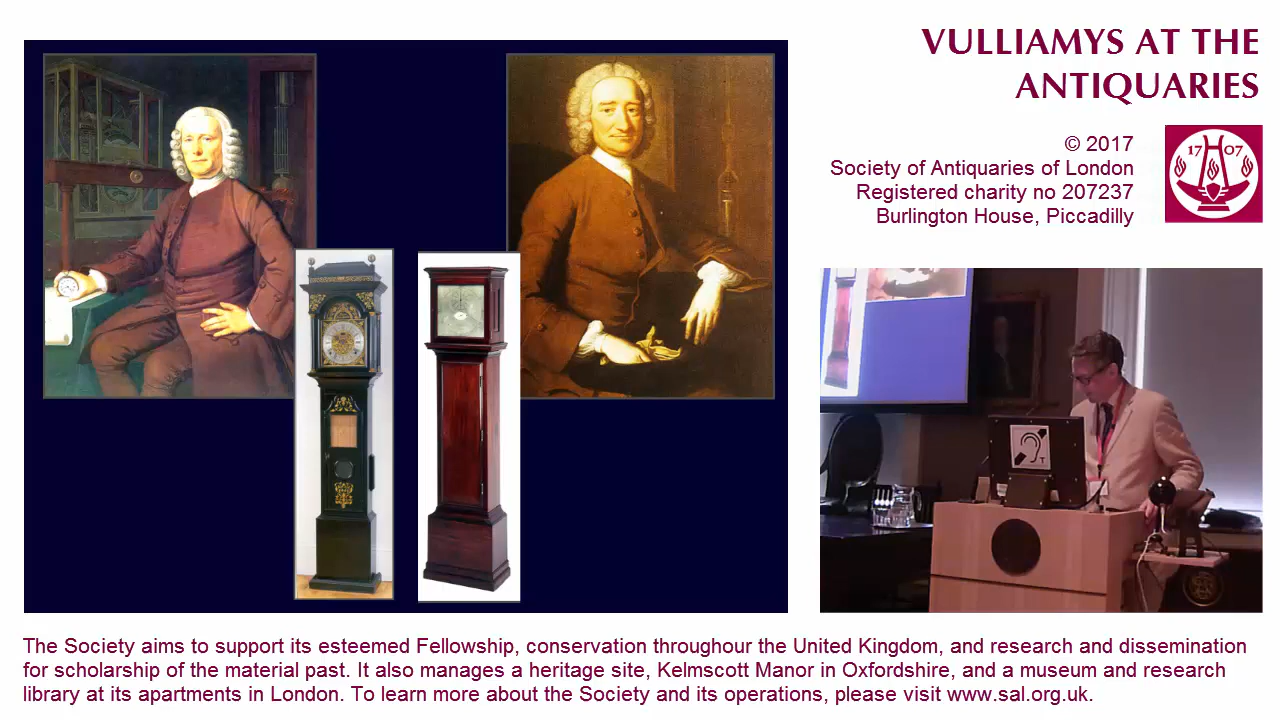 VULLIAMYS AT THE
ANTIQUARIES
© 2017
Society of Antiquaries of London
Registered charity no 207237
Burlington House, Piccadilly
17 07
T
The Society aims to support its esteemed Fellowship, conservation throughour the United Kingdom, and research and dissemination
for scholarship of the material past. It also manages a heritage site, Kelmscott Manor in Oxfordshire, and a museum and research
library at its apartments in London. To learn more about the Society and its operations, please visit www.sal.org.uk.